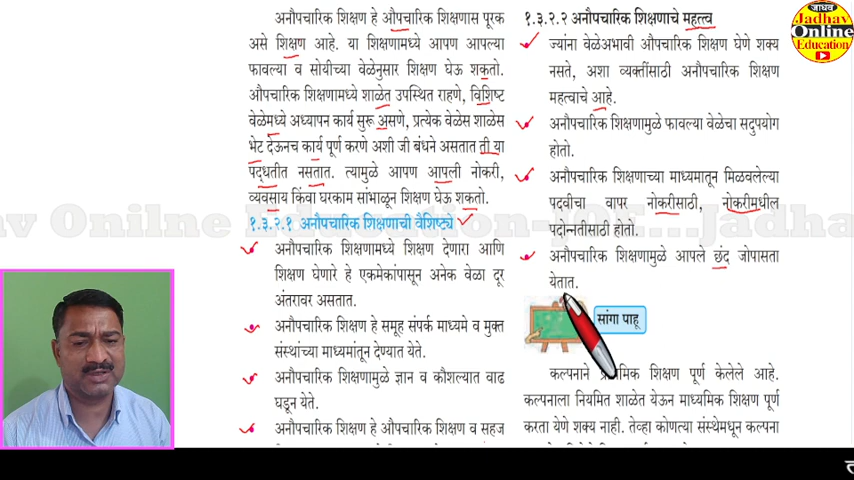 अनौपचारिक शिक्षण हे औपचारिक शिक्षणास पूरक
असे शिक्षण आहे. या शिक्षणामध्ये आपण आपल्या
फावल्या व सोयीच्या वेळेनुसार शिक्षण घेऊ शकतो.
औपचारिक शिक्षणामध्ये शाळेत उपस्थित राहणे, विशिष्ट
वेळेमध्ये अध्यापन कार्य सुरू असणे, प्रत्येक वेळेस शाळेस
भेट देऊनच कार्य पूर्ण करणे अशी जी बंधने असतात ती या
पद्धतीत नसतात. त्यामुळे आपण आपली नोकरी,
व्यवसाय किंवा घरकाम सांभाळून शिक्षण घेऊ शकतो.
१.३.२.१ अनौपचारिक शिक्षणाची वैशिष्ट्ये
अनौपचारिक शिक्षणामध्ये शिक्षण देणारा आणि
शिक्षण घेणारे हे एकमेकांपासून अनेक वेळा दूर
अंतरावर असतात.
अनौपचारिक शिक्षण हे समूह संपर्क माध्यमे व मुक्त
संस्थांच्या माध्यमांतून देण्यात येते.
अनौपचारिक शिक्षणामुळे ज्ञान व कौशल्यात वाढ
घडून येते.
अनौपचारिक शिक्षण हे औपचारिक शिक्षण व सहज
१.३.२.२ अनौपचारिक शिक्षणाचे महत्त्व
ज्यांना वेळेअभावी औपचारिक शिक्षण घेणे शक्य
नसते, अशा व्यक्तींसाठी अनौपचारिक शिक्षण
महत्वाचे आहे.
अनौपचारिक शिक्षणामुळे फावल्या वेळेचा सदुपयोग
होतो.
अनौपचारिक शिक्षणाच्या माध्यमातून मिळवलेल्या
पदवीचा वापर नोकरीसाठी, नोकरीमधील
पदोन्नतीसाठी होतो.
अनौपचारिक शिक्षणामुळे आपले छंद जोपासता
येतात.
सांगा पाहू
कल्पनाने प्राथमिक शिक्षण पूर्ण केलेले आहे.
कल्पनाला नियमित शाळेत येऊन माध्यमिक शिक्षण पूर्ण
करता येणे शक्य नाही. तेव्हा कोणत्या संस्थेमधून कल्पना
जाधव
Jadhav
Online
Education
av Onilne Education-JOE...Jadha